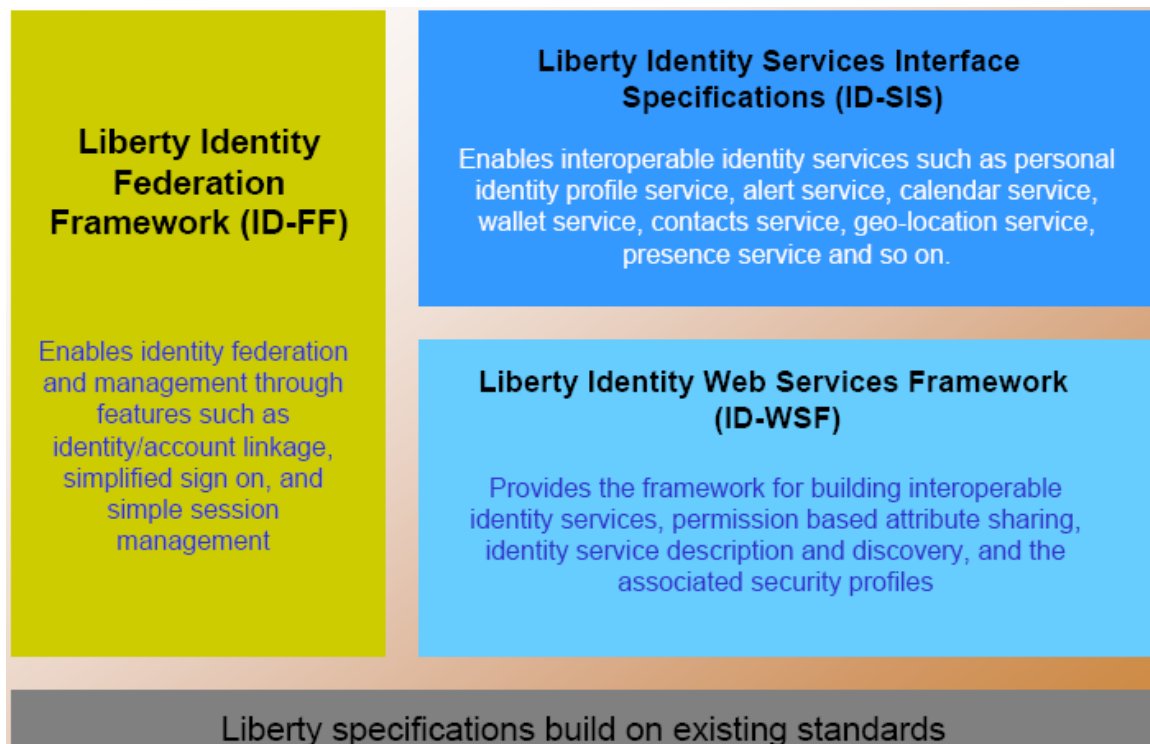 Liberty Identity
Federation
Framework (ID-FF)
Enables identity federation
and management through
features such as
identity/account linkage,
simplified sign on, and
simple session
management
Liberty Identity Services Interface
Specifications (ID-SIS)
Enables interoperable identity services such as personal
identity profile service, alert service, calendar service,
wallet service, contacts service, geo-location service,
presence service and so on.
Liberty Identity Web Services Framework
(ID-WSF)
Provides the framework for building interoperable
identity services, permission based attribute sharing,
identity service description and discovery, and the
associated security profiles
Liberty specifications build on existing standards